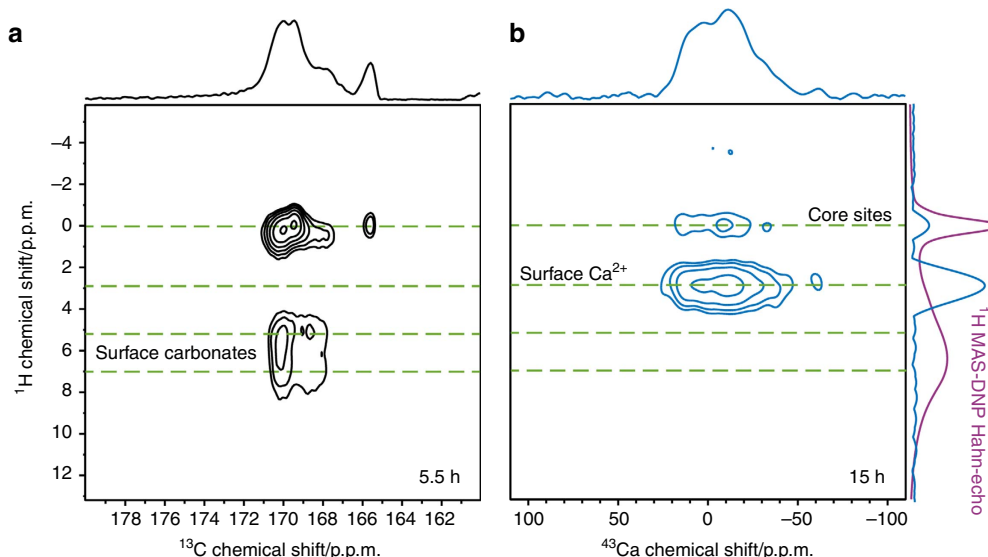 a
b
−4
−2
0
2
4
6
8
10
12
¹H chemical shift/p.p.m.
Surface carbonates
5.5 h
178 176 174 172 170 168 166 164 162
¹³C chemical shift/p.p.m.
Core sites
Surface Ca²⁺
15 h
100 50 0 −50 −100
⁴³Ca chemical shift/p.p.m.
¹H MAS-DNP Hahn-echo